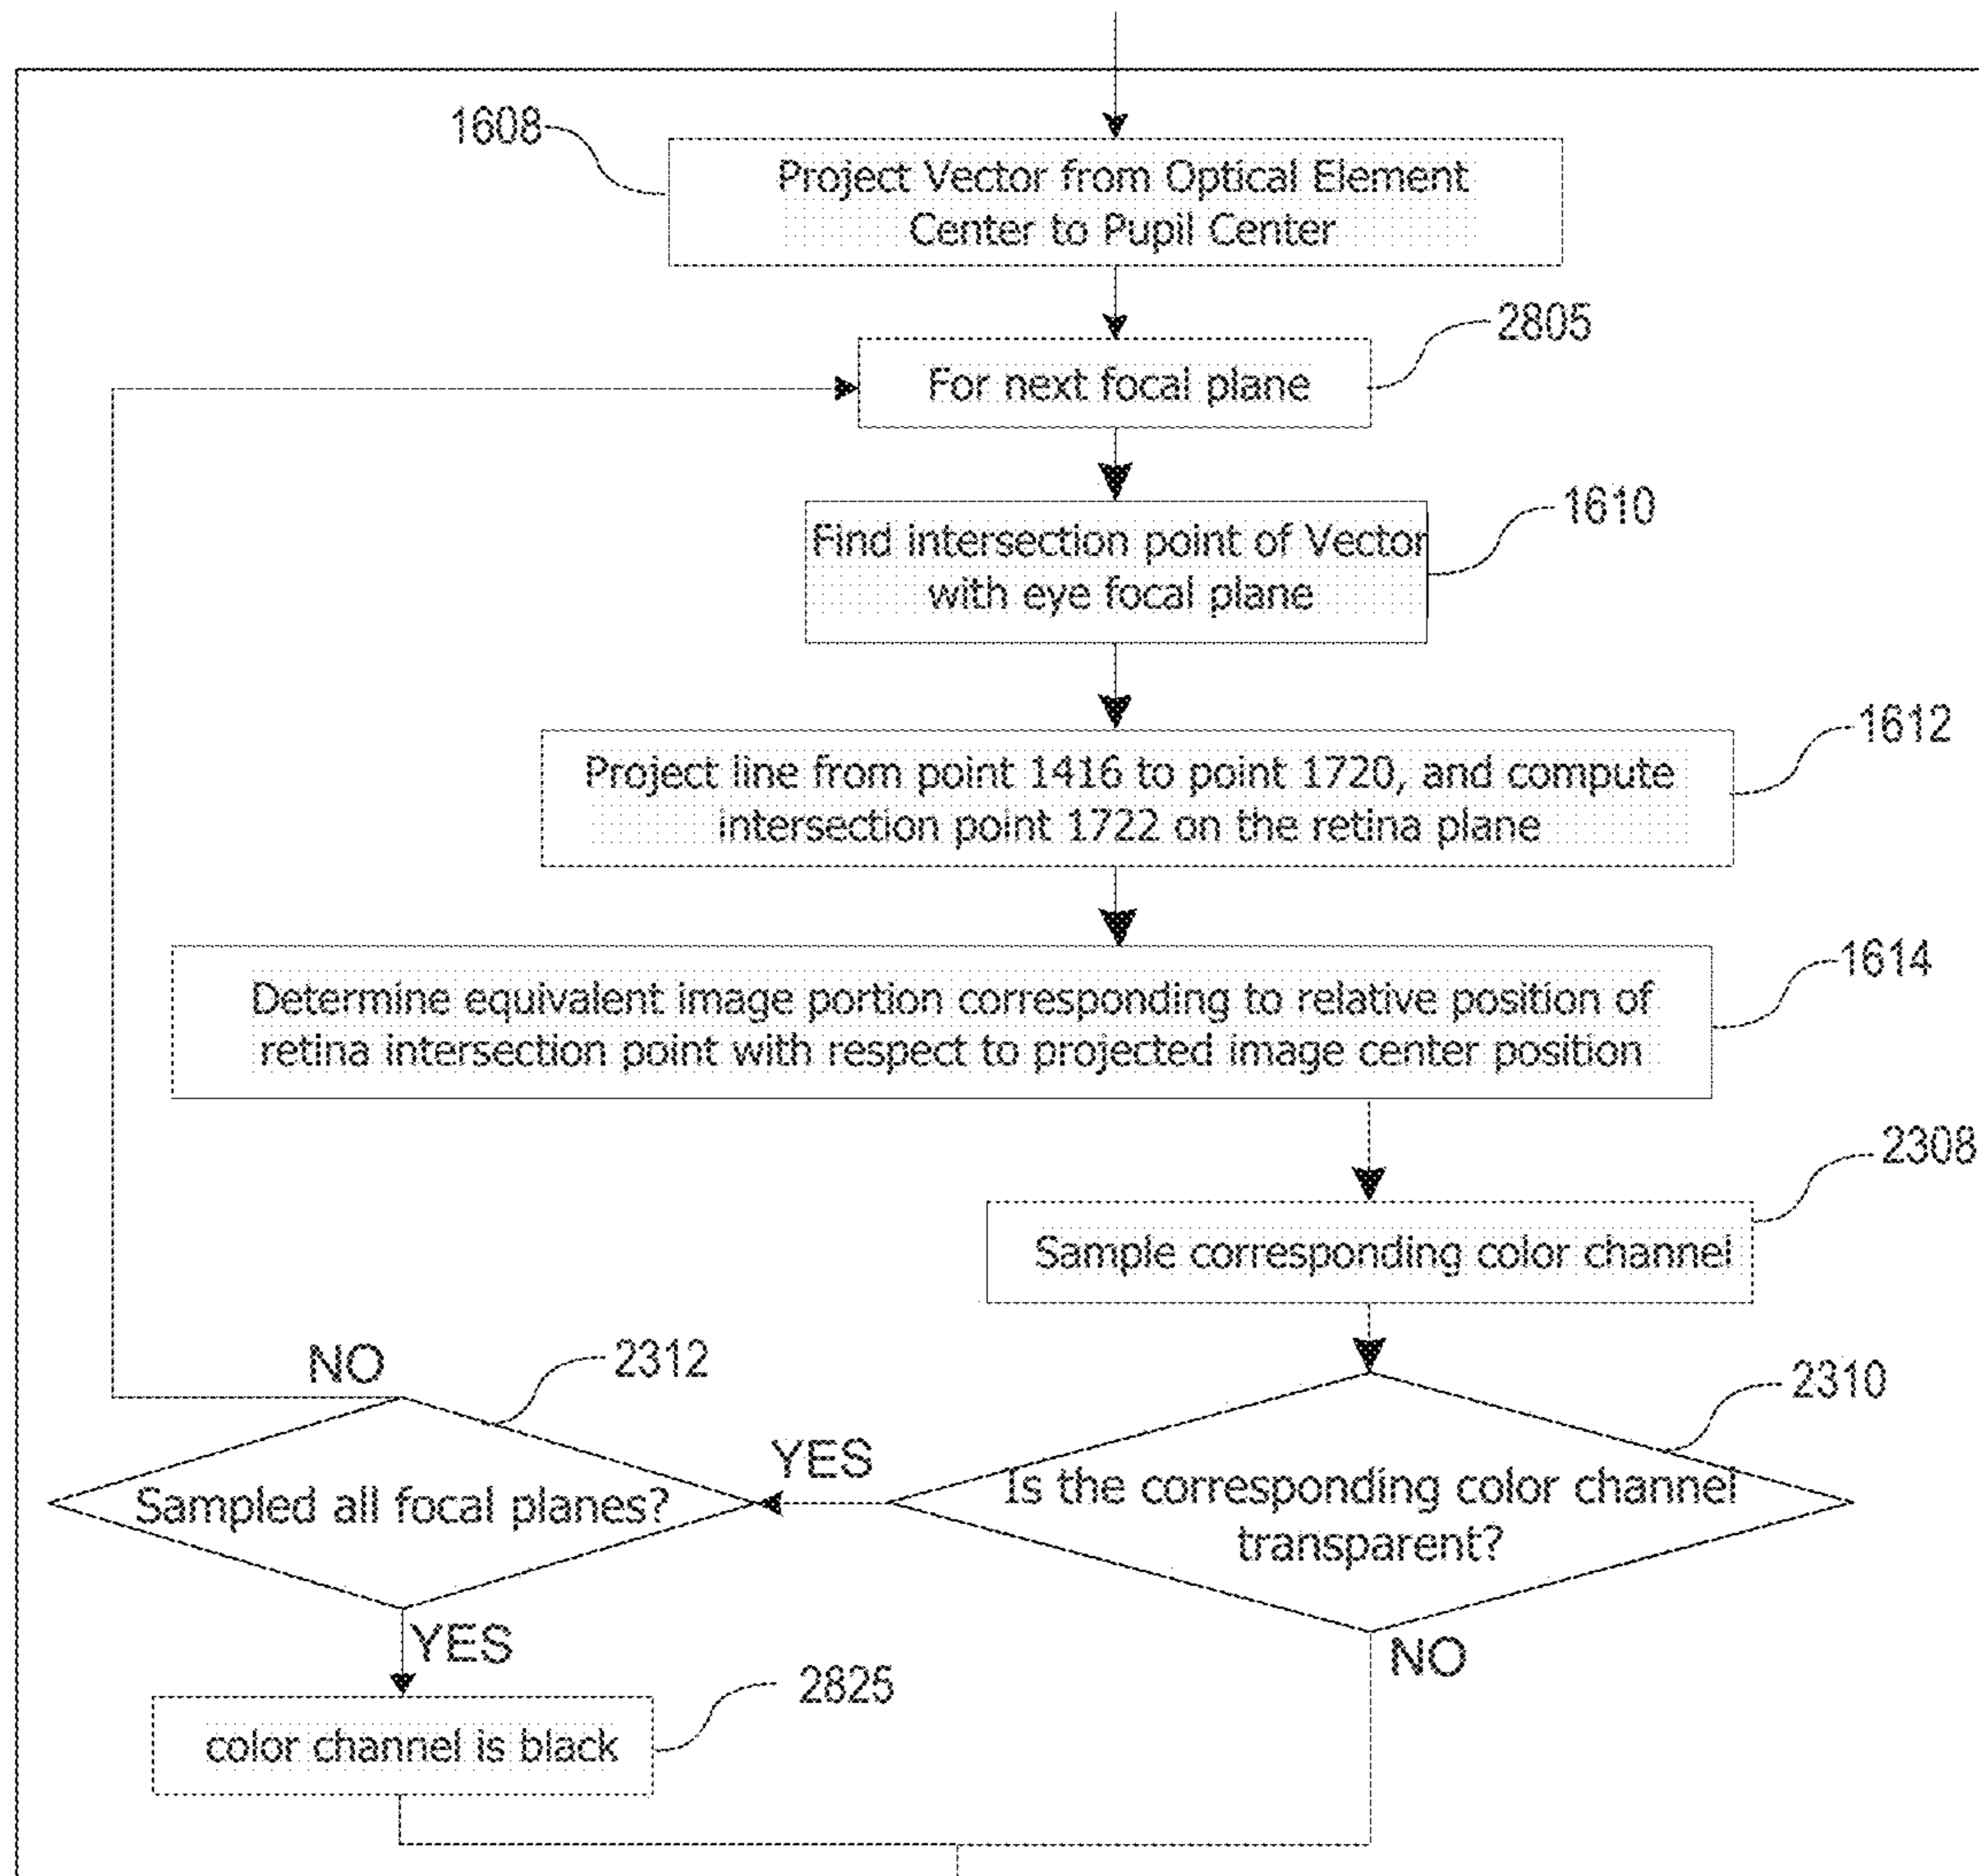 1608
Project Vector from Optical Element
Center to Pupil Center
2805
For next focal plane
1610
Find intersection point of Vector
with eye focal plane
1612
Project line from point 1416 to point 1720, and compute
intersection point 1722 on the retina plane
1614
Determine equivalent image portion corresponding to relative position of
retina intersection point with respect to projected image center position
2308
Sample corresponding color channel
2310
Is the corresponding color channel
transparent?
YES
NO
2312
Sampled all focal planes?
NO
YES
2825
color channel is black